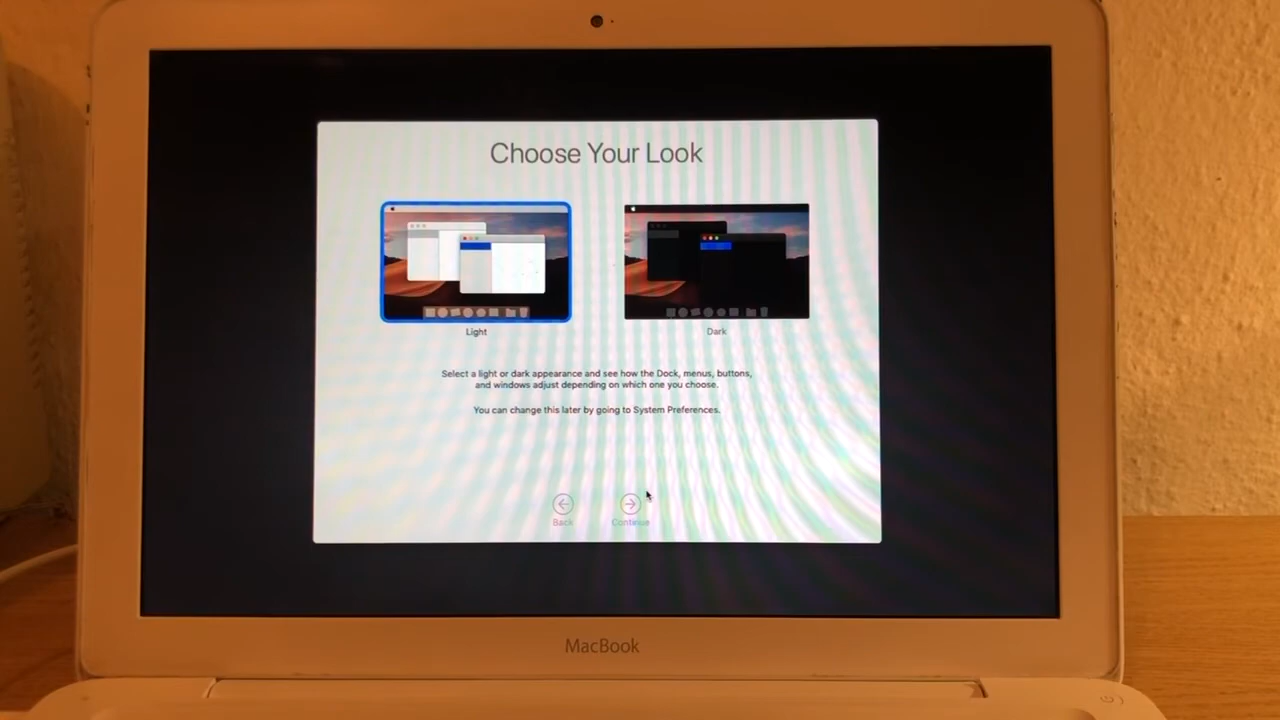 Choose Your Look
Light
Dark
Select a light or dark appearance and see how the Dock, menus, buttons,
and windows adjust depending on which one you choose.
You can change this later by going to System Preferences.
Back
Continue
MacBook